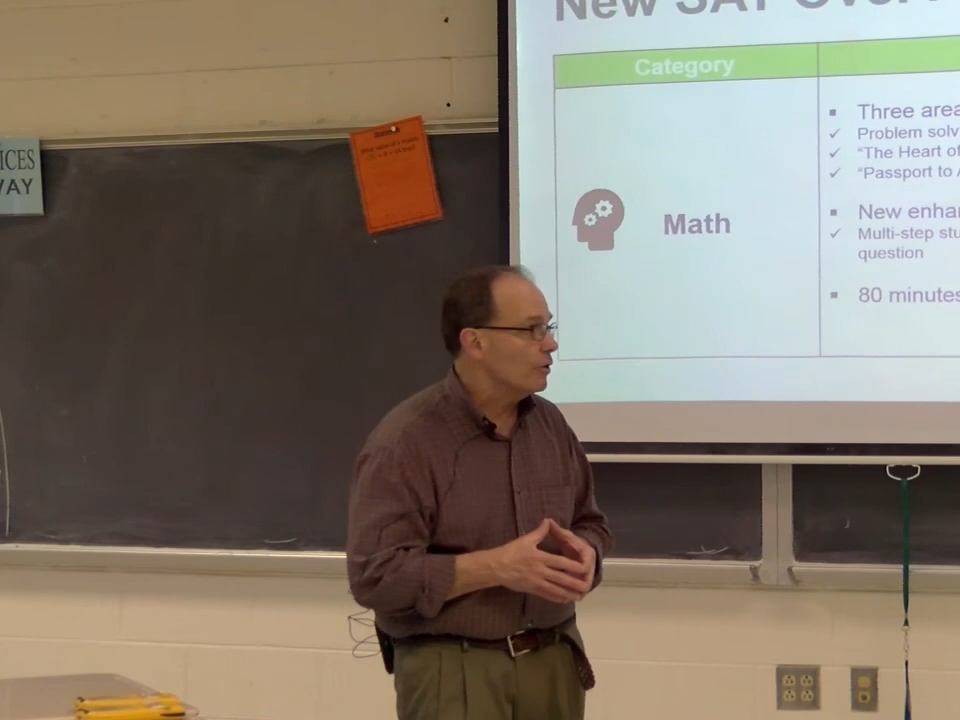 New SAT Over
Category
Three area
Problem solv
"The Heart of
"Passport to A
Math
New enhan
Multi-step stu
question
80 minutes
ICES
WAY